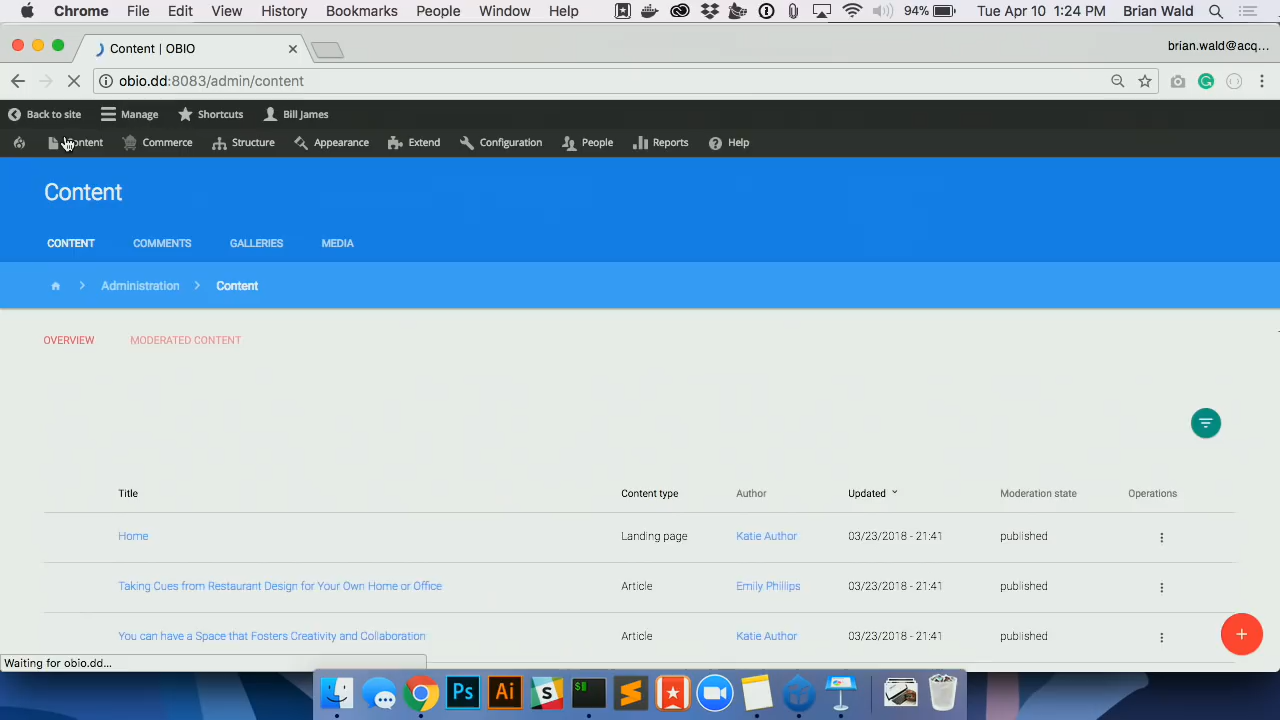 Chrome File Edit View History Bookmarks People Window Help 94% Tue Apr 10 1:24 PM Brian Wald
Content | OBIO
brian.wald@acq...
obio.dd:8083/admin/content
Back to site Manage Shortcuts Bill James
Content Commerce Structure Appearance Extend Configuration People Reports Help
Content
CONTENT COMMENTS GALLERIES MEDIA
Administration Content
OVERVIEW MODERATED CONTENT
Title Content type Author Updated Moderation state Operations
Home Landing page Katie Author 03/23/2018 - 21:41 published
Taking Cues from Restaurant Design for Your Own Home or Office Article Emily Phillips 03/23/2018 - 21:41 published
You can have a Space that Fosters Creativity and Collaboration Article Katie Author 03/23/2018 - 21:41 published
Waiting for obio.dd...
Ps Ai S $